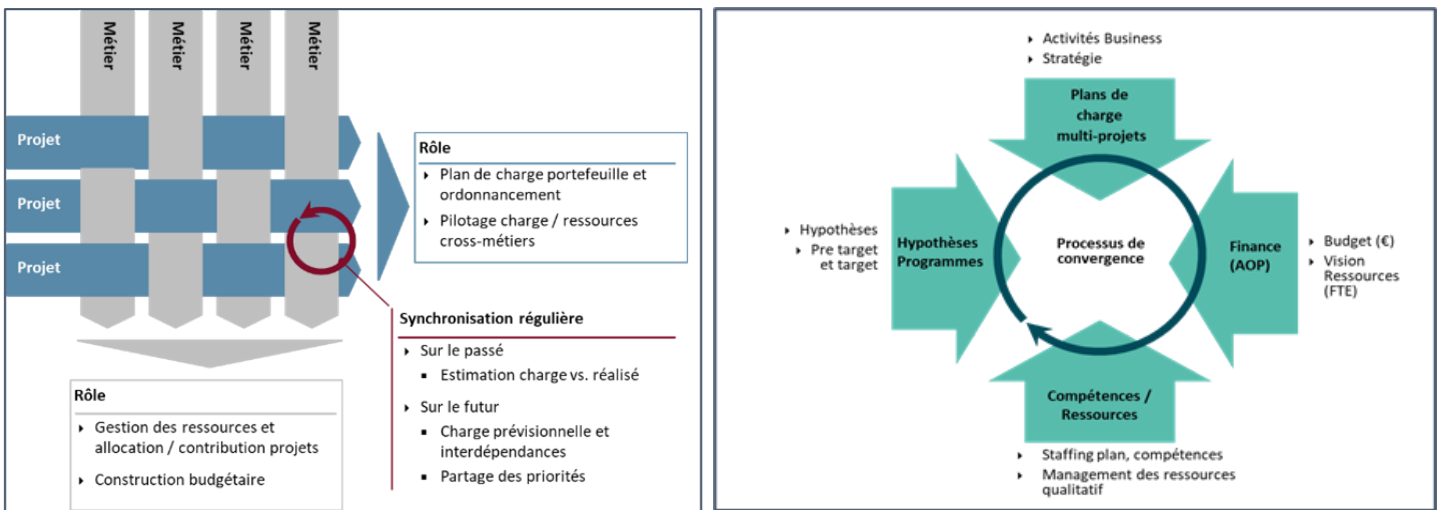 Métier
Métier
Métier
Métier
Projet
Projet
Projet
Rôle
Plan de charge portefeuille et
ordonnancement
Pilotage charge / ressources
cross-métiers
Synchronisation régulière
Sur le passé
Estimation charge vs. réalisé
Sur le futur
Charge prévisionnelle et
interdépendances
Partage des priorités
Rôle
Gestion des ressources et
allocation / contribution projets
Construction budgétaire
Activités Business
Stratégie
Plans de
charge
multi-projets
Hypothèses
Pre target
et target
Hypothèses
Programmes
Processus de
convergence
Finance
(AOP)
Budget (€)
Vision
Ressources
(FTE)
Compétences /
Ressources
Staffing plan, compétences
Management des ressources
qualitatif